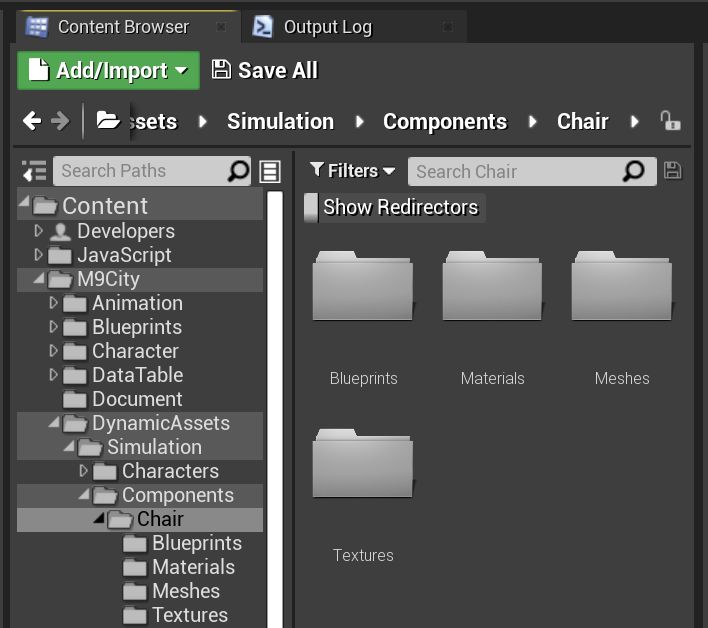 Content Browser
Output Log
Add/Import
Save All
ssets
Simulation
Components
Chair
Search Paths
Filters
Search Chair
Show Redirectors
Content
Developers
JavaScript
M9City
Animation
Blueprints
Character
DataTable
Document
DynamicAssets
Simulation
Characters
Components
Chair
Blueprints
Materials
Meshes
Textures
Blueprints
Materials
Meshes
Textures